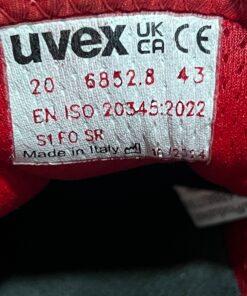 uvex UK CA CE
20 6852.8 43
EN ISO 20345:2022
S1 FO SR
Made in Italy